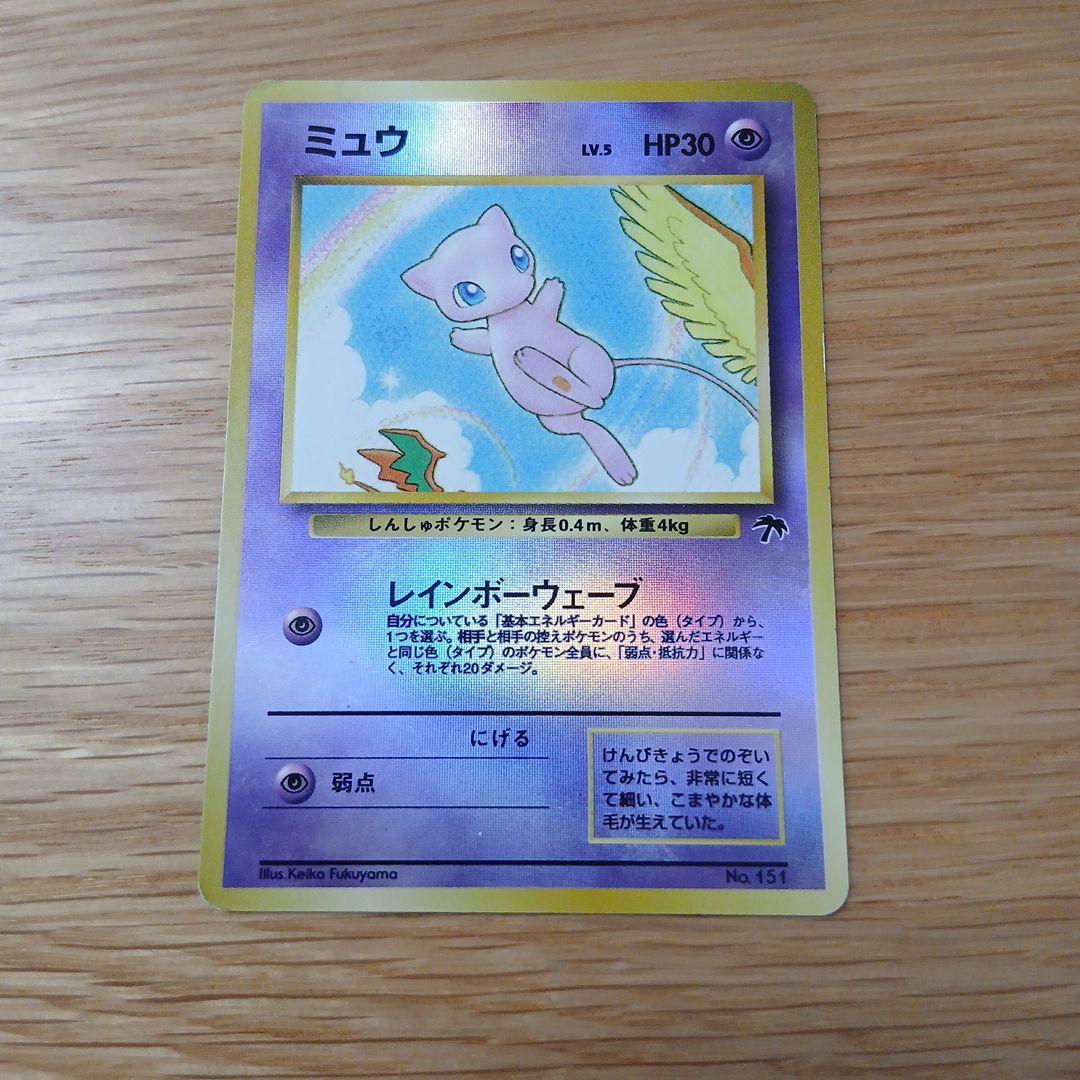 ミュウ LV.5 HP30
しんしゅポケモン：身長0.4m、体重4kg
レインボーウェーブ
自分についている「基本エネルギーカード」の色（タイプ）から、
1つを選ぶ。相手と相手の控えポケモンのうち、選んだエネルギー
と同じ色（タイプ）のポケモン全員に、「弱点・抵抗力」に関係な
く、それぞれ20ダメージ。
にげる
弱点
けんびきょうでのぞい
てみたら、非常に短く
て細い、こまやかな体
毛が生えていた。
Illus.Keiko Fukuyama No. 151